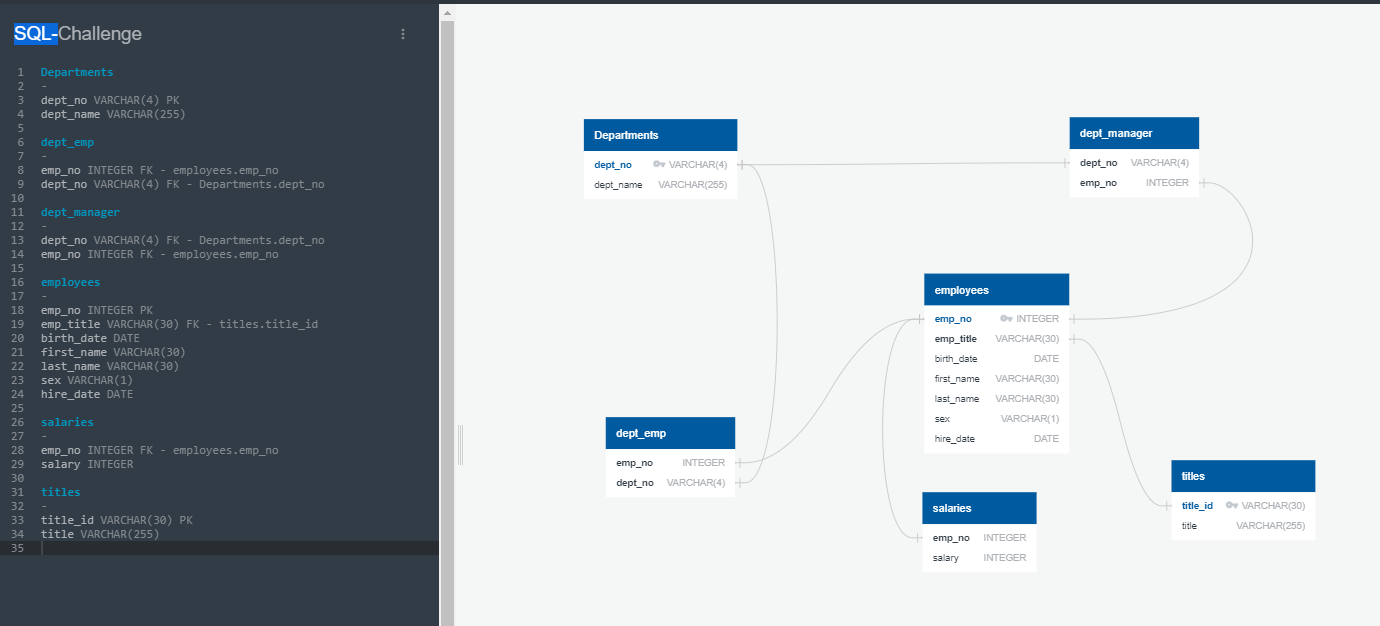 SQL-Challenge
1 Departments
2 -
3 dept_no VARCHAR(4) PK
4 dept_name VARCHAR(255)
5
6 dept_emp
7 -
8 emp_no INTEGER FK - employees.emp_no
9 dept_no VARCHAR(4) FK - Departments.dept_no
10
11 dept_manager
12 -
13 dept_no VARCHAR(4) FK - Departments.dept_no
14 emp_no INTEGER FK - employees.emp_no
15
16 employees
17 -
18 emp_no INTEGER PK
19 emp_title VARCHAR(30) FK - titles.title_id
20 birth_date DATE
21 first_name VARCHAR(30)
22 last_name VARCHAR(30)
23 sex VARCHAR(1)
24 hire_date DATE
25
26 salaries
27 -
28 emp_no INTEGER FK - employees.emp_no
29 salary INTEGER
30
31 titles
32 -
33 title_id VARCHAR(30) PK
34 title VARCHAR(255)
35
Departments
dept_no VARCHAR(4)
dept_name VARCHAR(255)
dept_manager
dept_no VARCHAR(4)
emp_no INTEGER
employees
emp_no INTEGER
emp_title VARCHAR(30)
birth_date DATE
first_name VARCHAR(30)
last_name VARCHAR(30)
sex VARCHAR(1)
hire_date DATE
dept_emp
emp_no INTEGER
dept_no VARCHAR(4)
salaries
emp_no INTEGER
salary INTEGER
titles
title_id VARCHAR(30)
title VARCHAR(255)